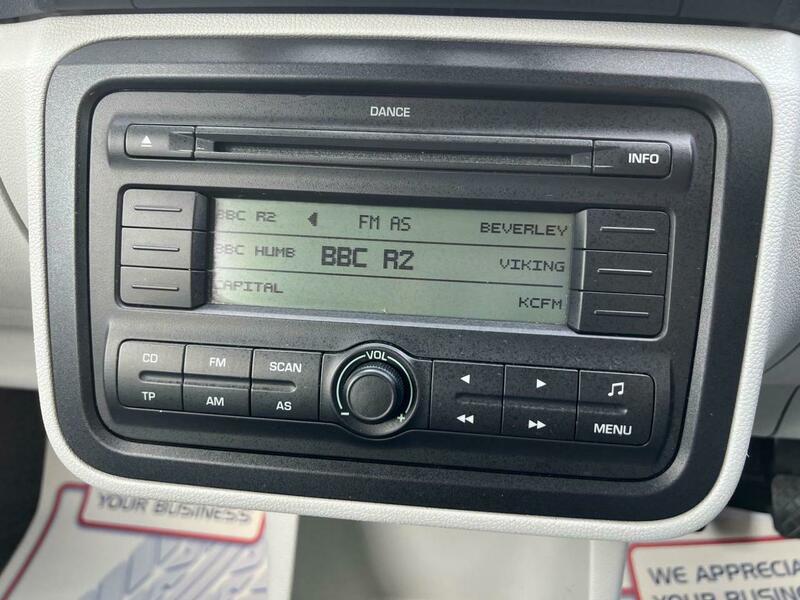 DANCE
INFO
BBC R2 FM AS BEVERLEY
BBC HUMB BBC R2 VIKING
CAPITAL KCFM
CD FM SCAN VOL
TP AM AS - + MENU
YOUR BUSINESS
WE APPRECIA
YOUR BUSINESS